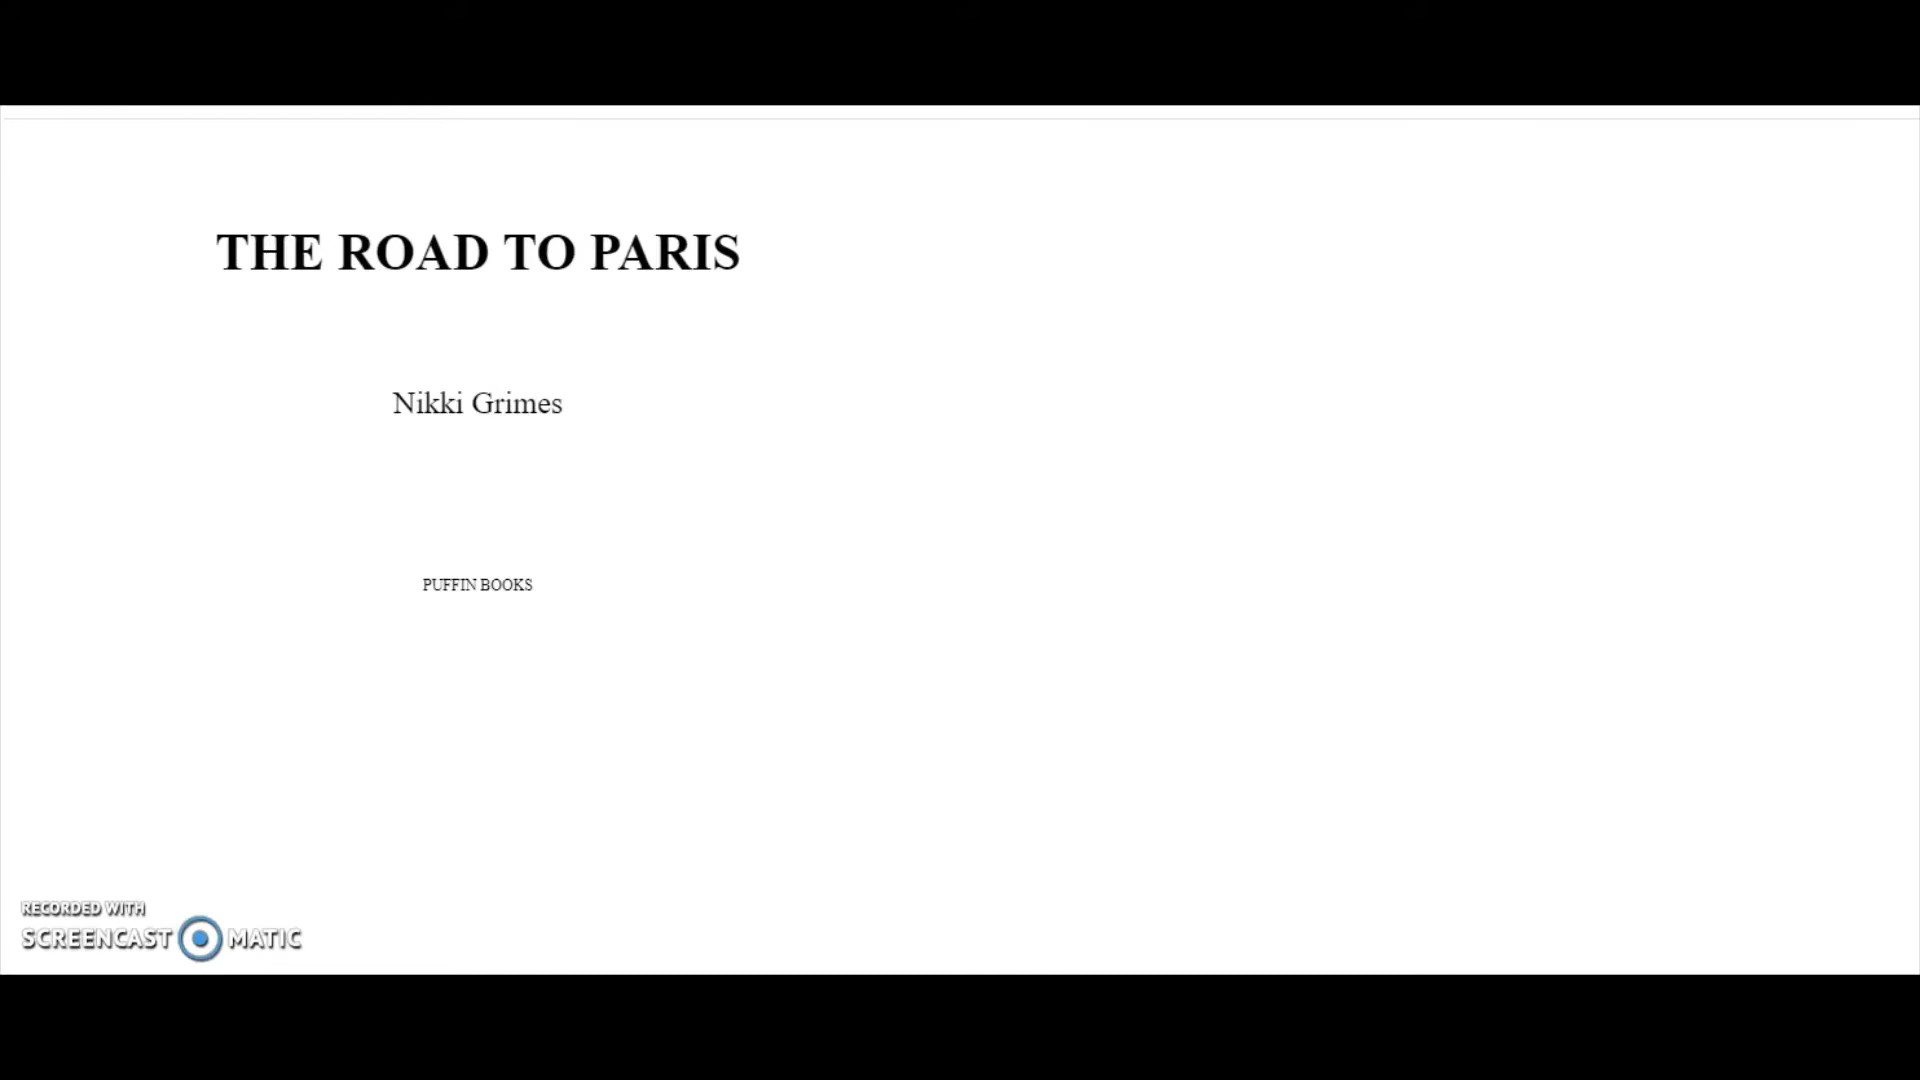 THE ROAD TO PARIS
Nikki Grimes
PUFFIN BOOKS
RECORDED WITH
SCREENCAST MATIC